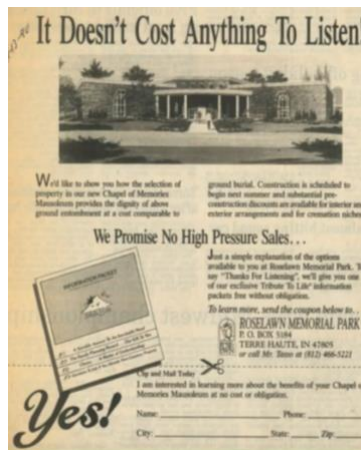 It Doesn't Cost Anything To Listen!
We'd like to show you how the selection of
property in our new Chapel of Memories
Mausoleum provides the dignity of above
ground entombment at a cost comparable to
ground burial. Construction is scheduled to
begin next summer and substantial pre-
construction discounts are available for interior and
exterior arrangements and for cremation niches
We Promise No High Pressure Sales...
Just a simple explanation of the options
available to you at Roselawn Memorial Park. To
say "Thanks For Listening", we'll give you one
of our exclusive Tribute To Life information
packets free without obligation.
To learn more, send the coupon below to...
INFORMATION PACKET
ROSELAWN MEMORIAL PARK
P. O. BOX 5184
TERRE HAUTE, IN 47805
or call Mr. Tanoos at (812) 466-5221
Clip and Mail Today
Yes!
I am interested in learning more about the benefits of your Chapel of
Memories Mausoleum at no cost or obligation.
Name: Phone:
City: State: Zip: